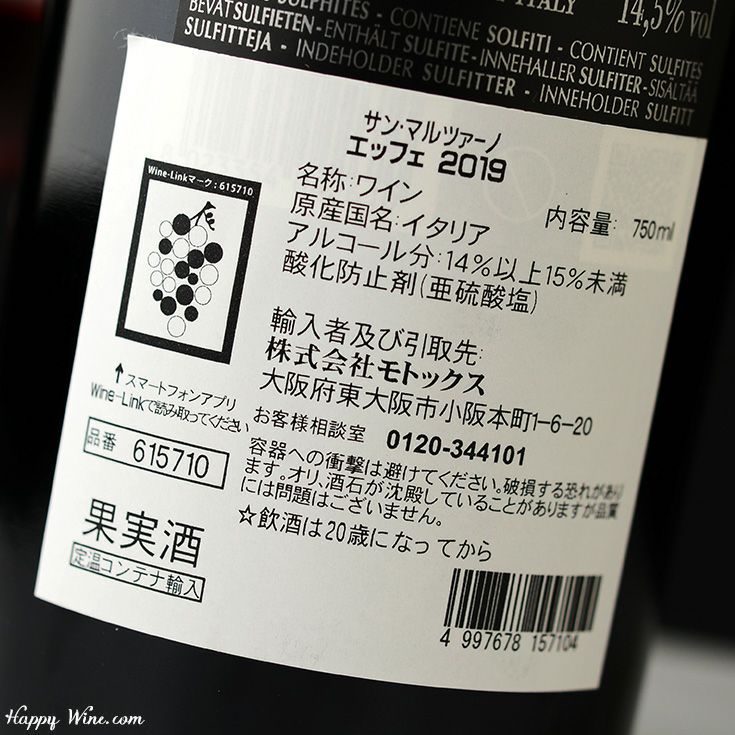 SULPHITES
ITALY 14,5% vol
BEVAT SULFIETEN - CONTIENE SOLFITI - CONTIENT SULFITES
SULFITTEJA - ENTHÄLT SULFITE - INNEHALLER SULFITER - SISÄLTÄÄ
- INDEHOLDER SULFITTER - INNEHOLDER SULFITT
サン・マルツァーノ
エッフェ 2019
名称:ワイン
原産国名:イタリア 内容量: 750ml
アルコール分:14%以上15%未満
酸化防止剤(亜硫酸塩)
輸入者及び引取先:
株式会社モトックス
大阪府東大阪市小阪本町1-6-20
お客様相談室 0120-344101
容器への衝撃は避けてください。破損する恐れがあり
ます。オリ、酒石が沈殿していることがありますが品質
には問題はございません。
☆飲酒は20歳になってから
Wine-Linkマーク:615710
↑スマートフォンアプリ
Wine-Linkで読み取ってください
品番 615710
果実酒
定温コンテナ輸入
4 997678 157104
Happy Wine.com